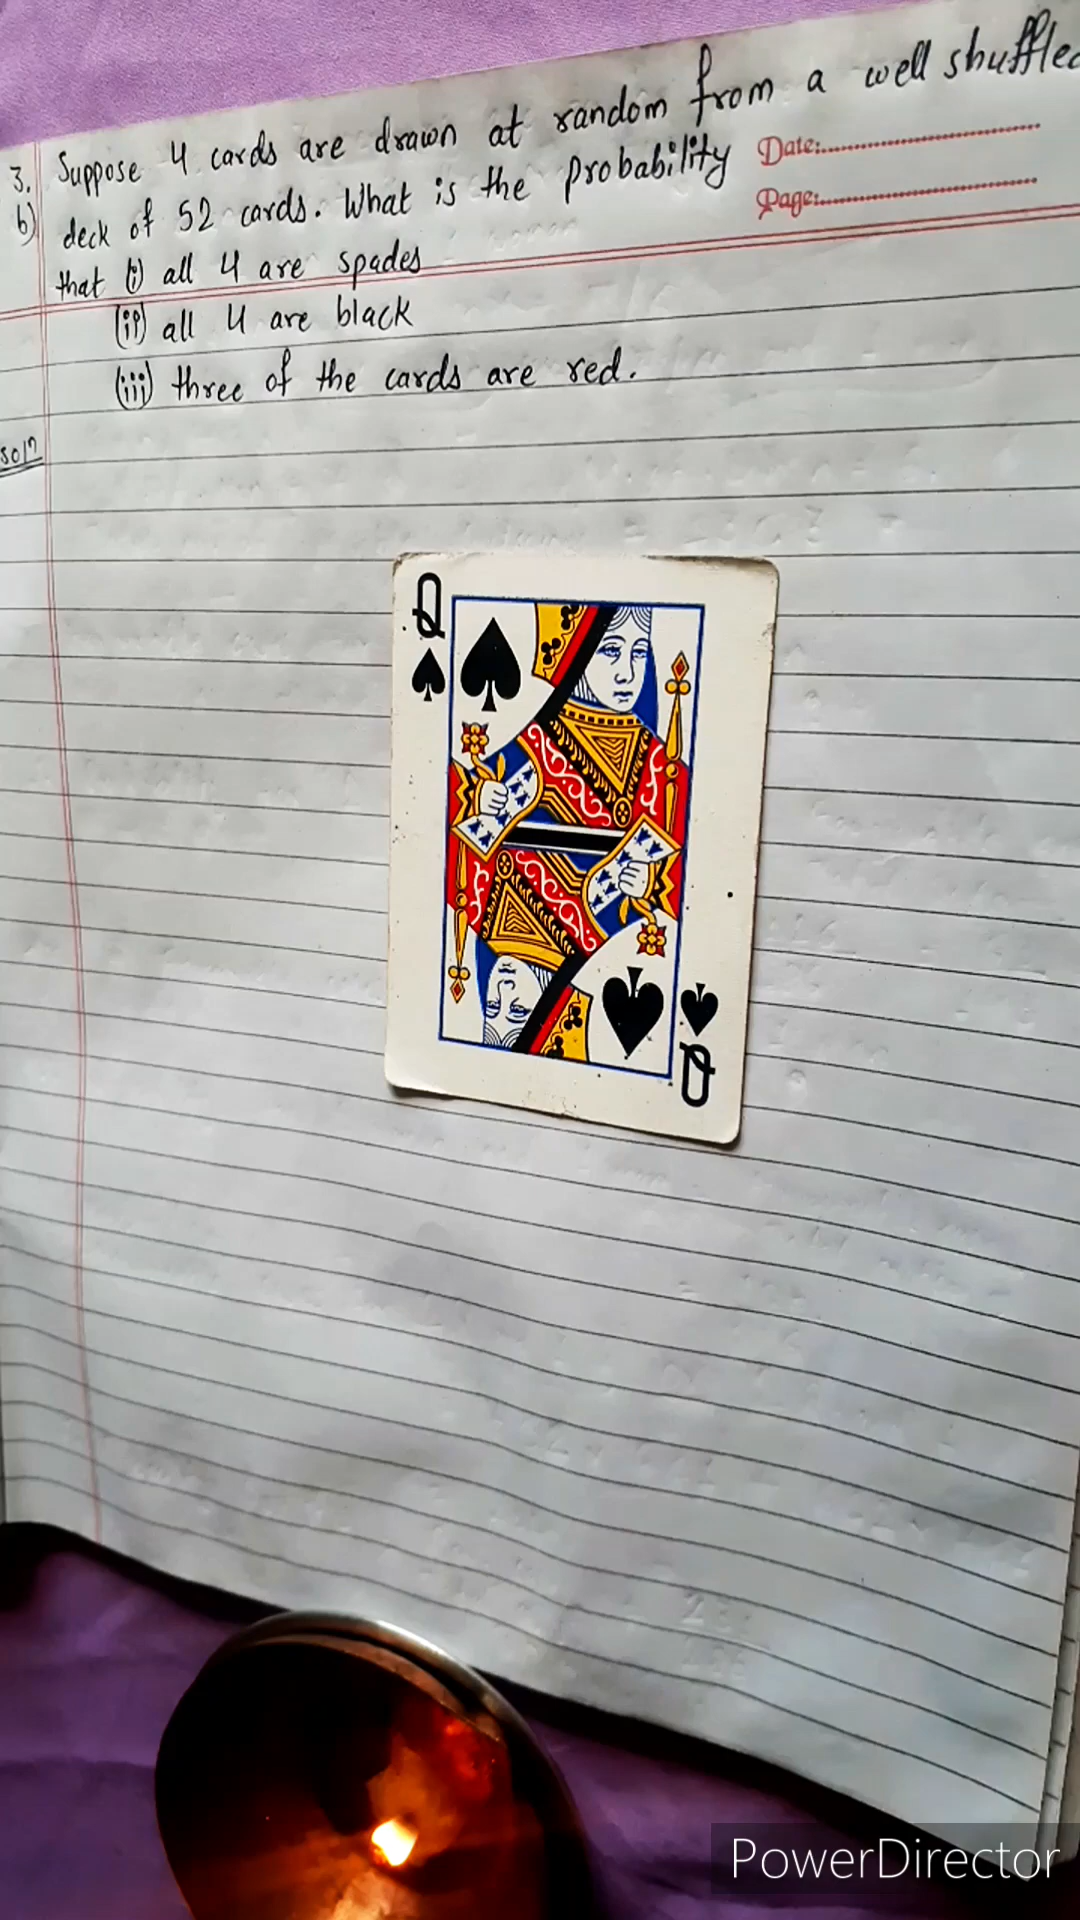 3. Suppose 4 cards are drawn at random from a well shuffled
b) deck of 52 cards. What is the probability
Date:
Page:
that (i) all 4 are spades
(ii) all 4 are black
(iii) three of the cards are red.
Soln
Q
Q
PowerDirector